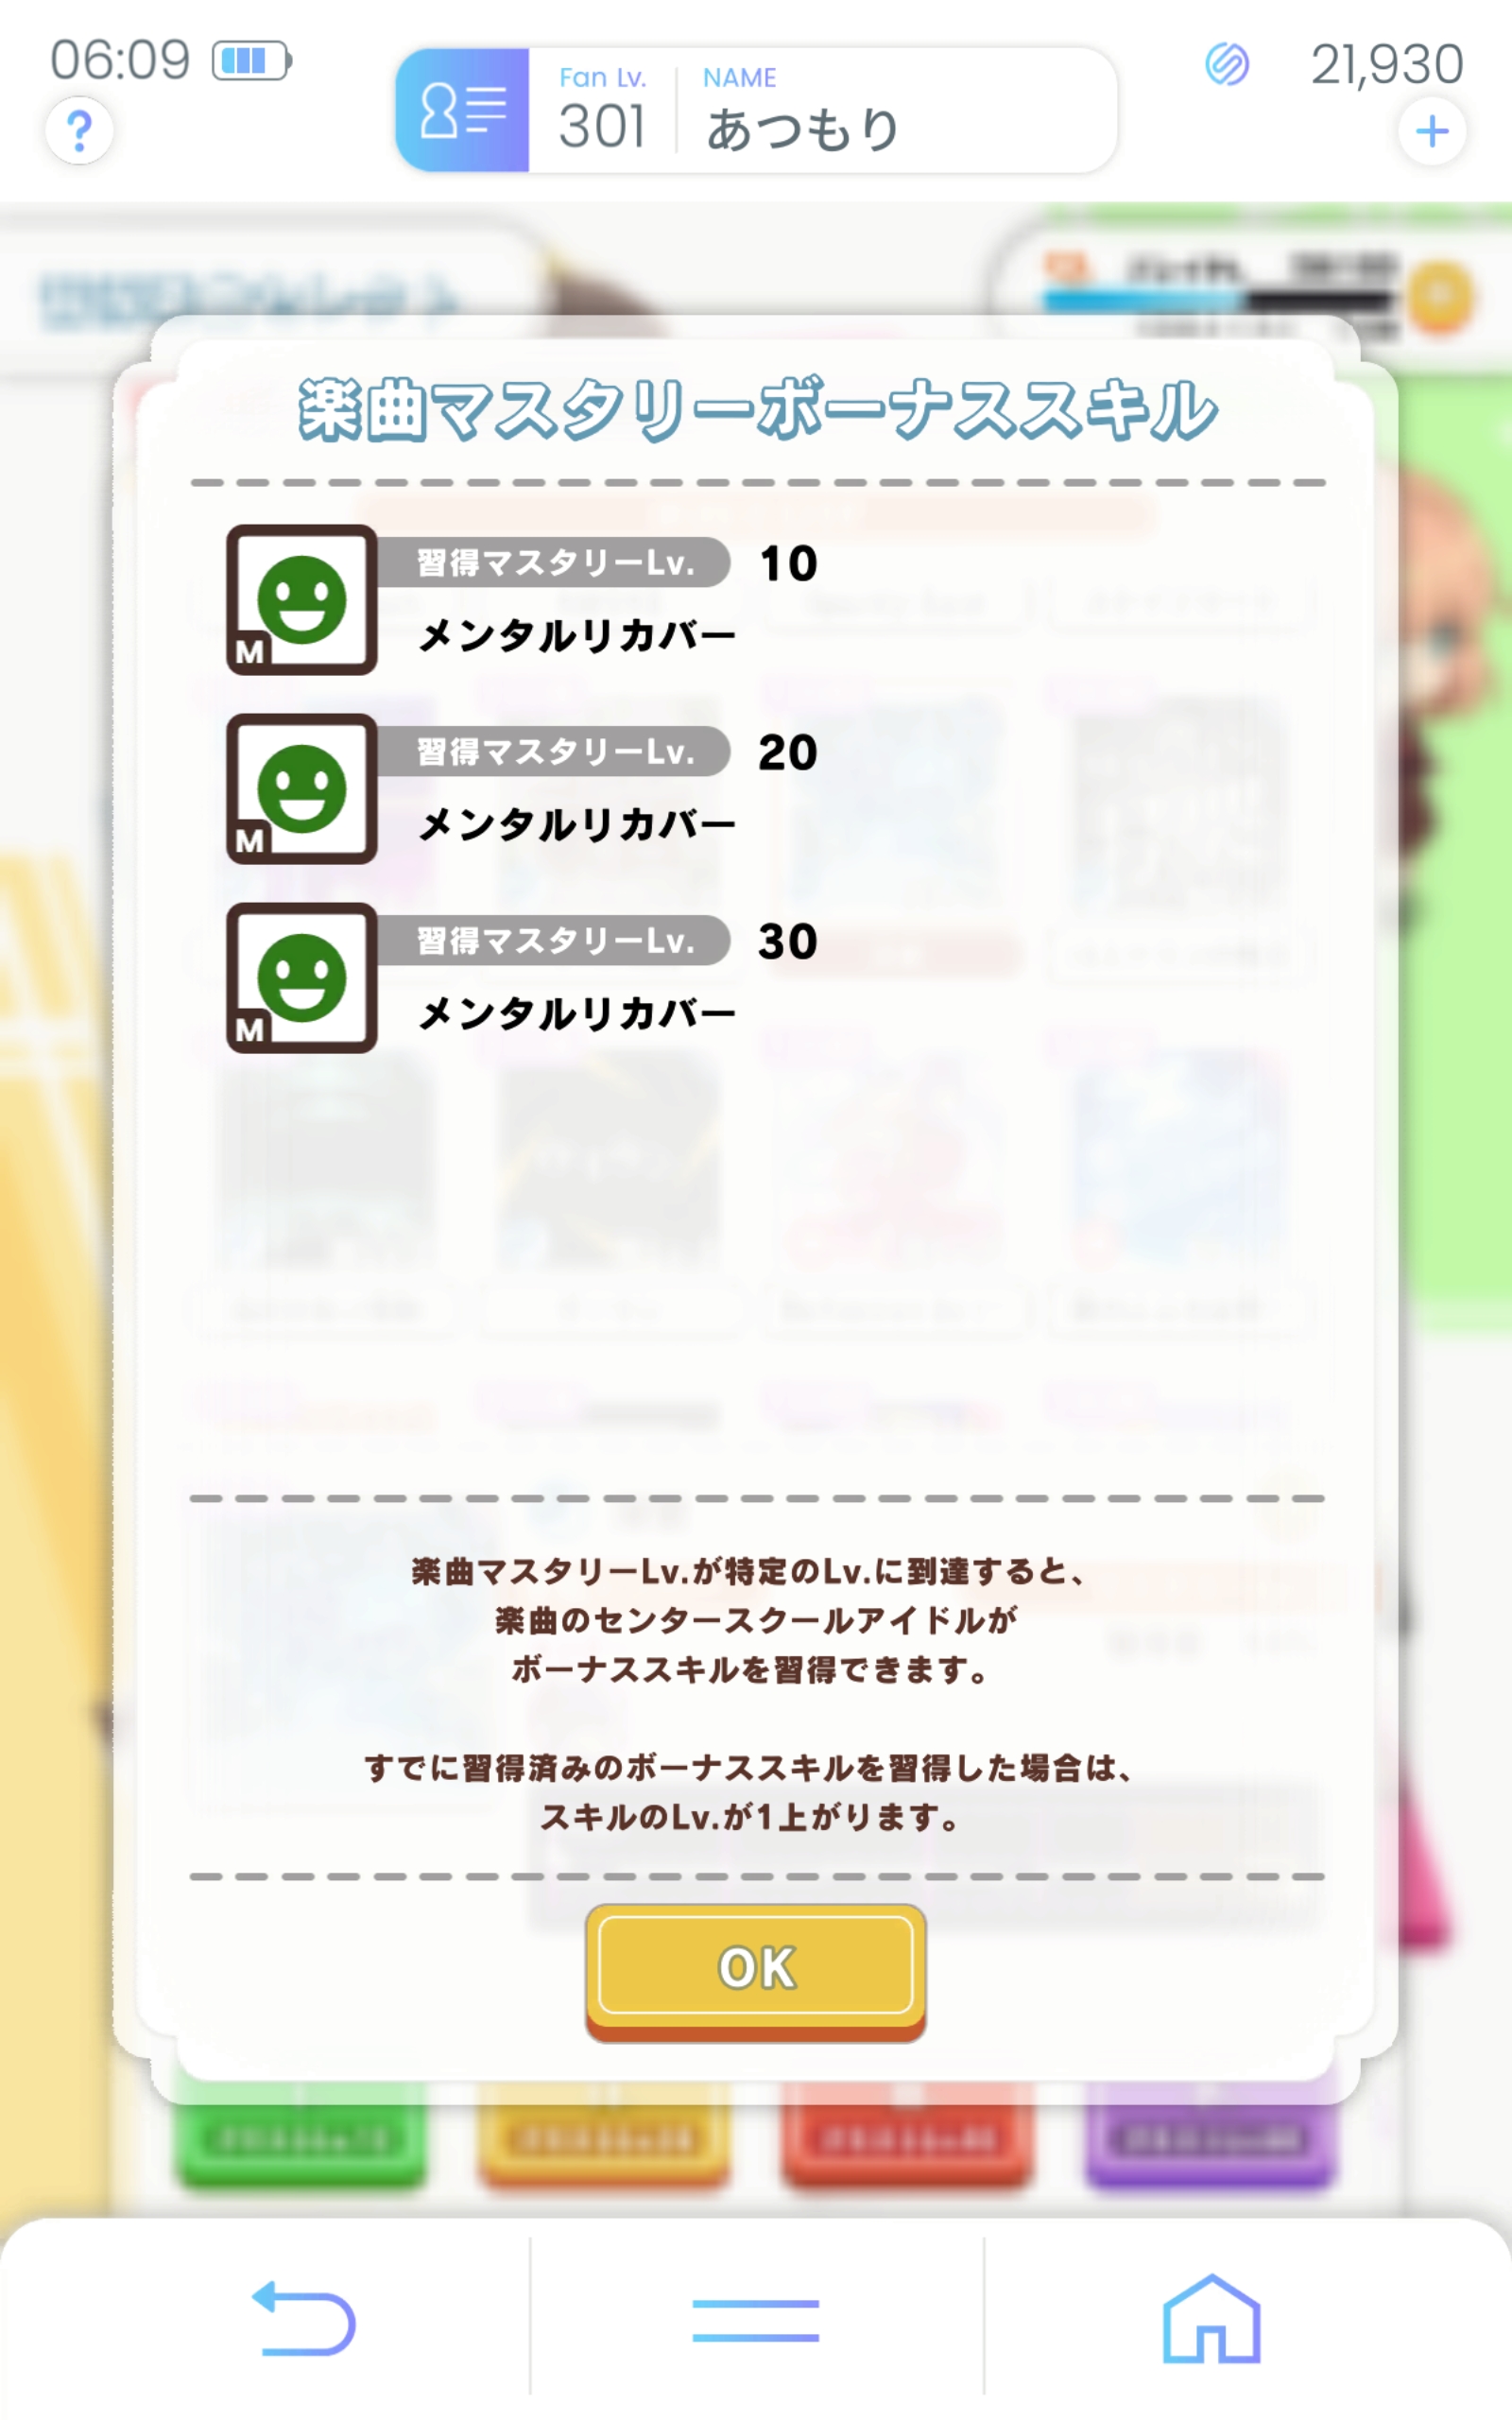 06:09
Fan Lv.
301
NAME
あつもり
21,930
楽曲マスタリーボーナススキル
習得マスタリーLv. 10
M
メンタルリカバー
習得マスタリーLv. 20
M
メンタルリカバー
習得マスタリーLv. 30
M
メンタルリカバー
楽曲マスタリーLv.が特定のLv.に到達すると、
楽曲のセンタースクールアイドルが
ボーナススキルを習得できます。
すでに習得済みのボーナススキルを習得した場合は、
スキルのLv.が1上がります。
OK